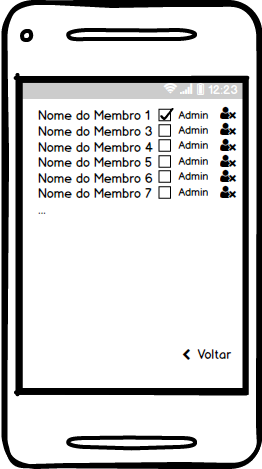 12:23
Nome do Membro 1 Admin
Nome do Membro 3 Admin
Nome do Membro 4 Admin
Nome do Membro 5 Admin
Nome do Membro 6 Admin
Nome do Membro 7 Admin
...
Voltar